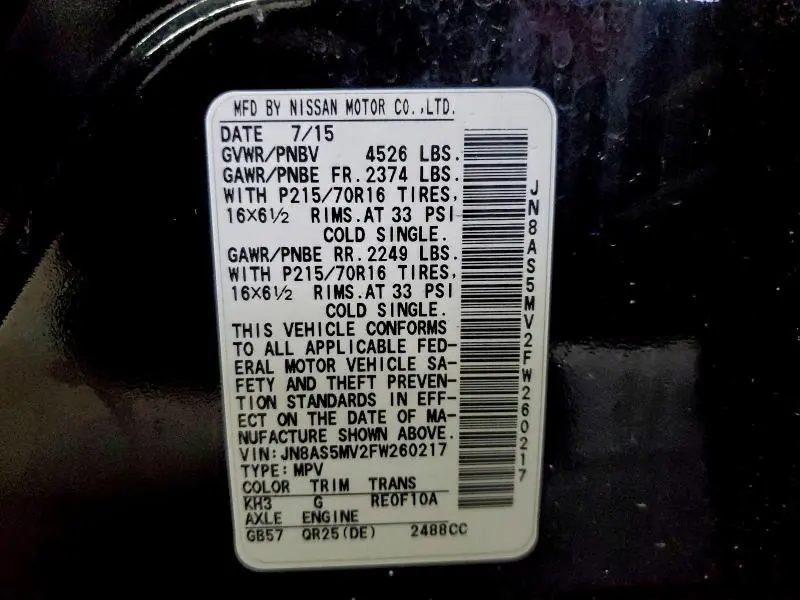 MFD BY NISSAN MOTOR CO.,LTD.
DATE 7/15
GVWR/PNBV 4526 LBS.
GAWR/PNBE FR. 2374 LBS.
WITH P215/70R16 TIRES,
16×6½ RIMS. AT 33 PSI
COLD SINGLE.
GAWR/PNBE RR. 2249 LBS.
WITH P215/70R16 TIRES,
16×6½ RIMS. AT 33 PSI
COLD SINGLE.
THIS VEHICLE CONFORMS
TO ALL APPLICABLE FED-
ERAL MOTOR VEHICLE SA-
FETY AND THEFT PREVEN-
TION STANDARDS IN EFF-
ECT ON THE DATE OF MA-
NUFACTURE SHOWN ABOVE.
VIN: JN8AS5MV2FW260217
TYPE: MPV
COLOR TRIM TRANS
KH3 G RE0F10A
AXLE ENGINE
GB57 QR25(DE) 2488CC
JN8AS5MV2FW260217